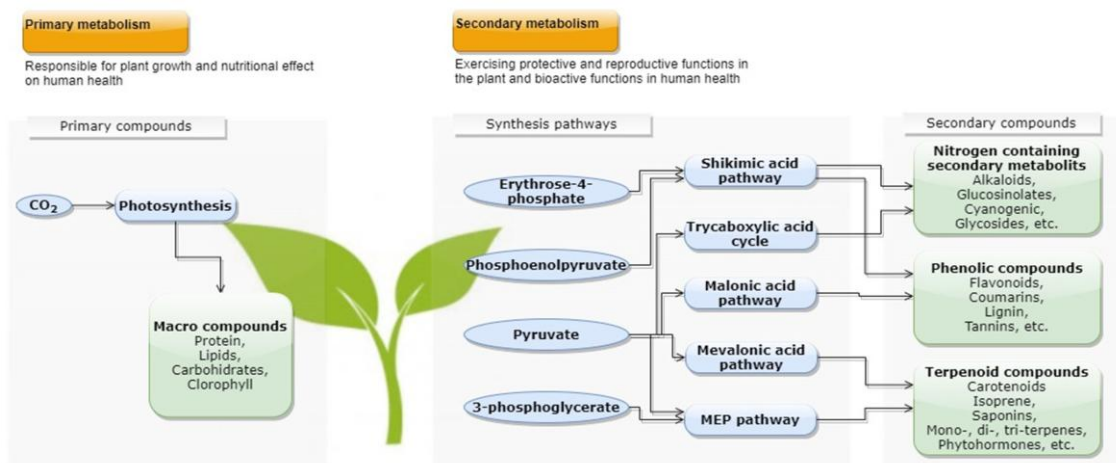 Primary metabolism
Responsible for plant growth and nutritional effect
on human health
Primary compounds
CO₂
Photosynthesis
Macro compounds
Protein,
Lipids,
Carbohidrates,
Clorophyll
Secondary metabolism
Exercising protective and reproductive functions in
the plant and bioactive functions in human health
Synthesis pathways
Erythrose-4-
phosphate
Phosphoenolpyruvate
Pyruvate
3-phosphoglycerate
Shikimic acid
pathway
Trycaboxylic acid
cycle
Malonic acid
pathway
Mevalonic acid
pathway
MEP pathway
Secondary compounds
Nitrogen containing
secondary metabolits
Alkaloids,
Glucosinolates,
Cyanogenic,
Glycosides, etc.
Phenolic compounds
Flavonoids,
Coumarins,
Lignin,
Tannins, etc.
Terpenoid compounds
Carotenoids
Isoprene,
Saponins,
Mono-, di-, tri-terpenes,
Phytohormones, etc.